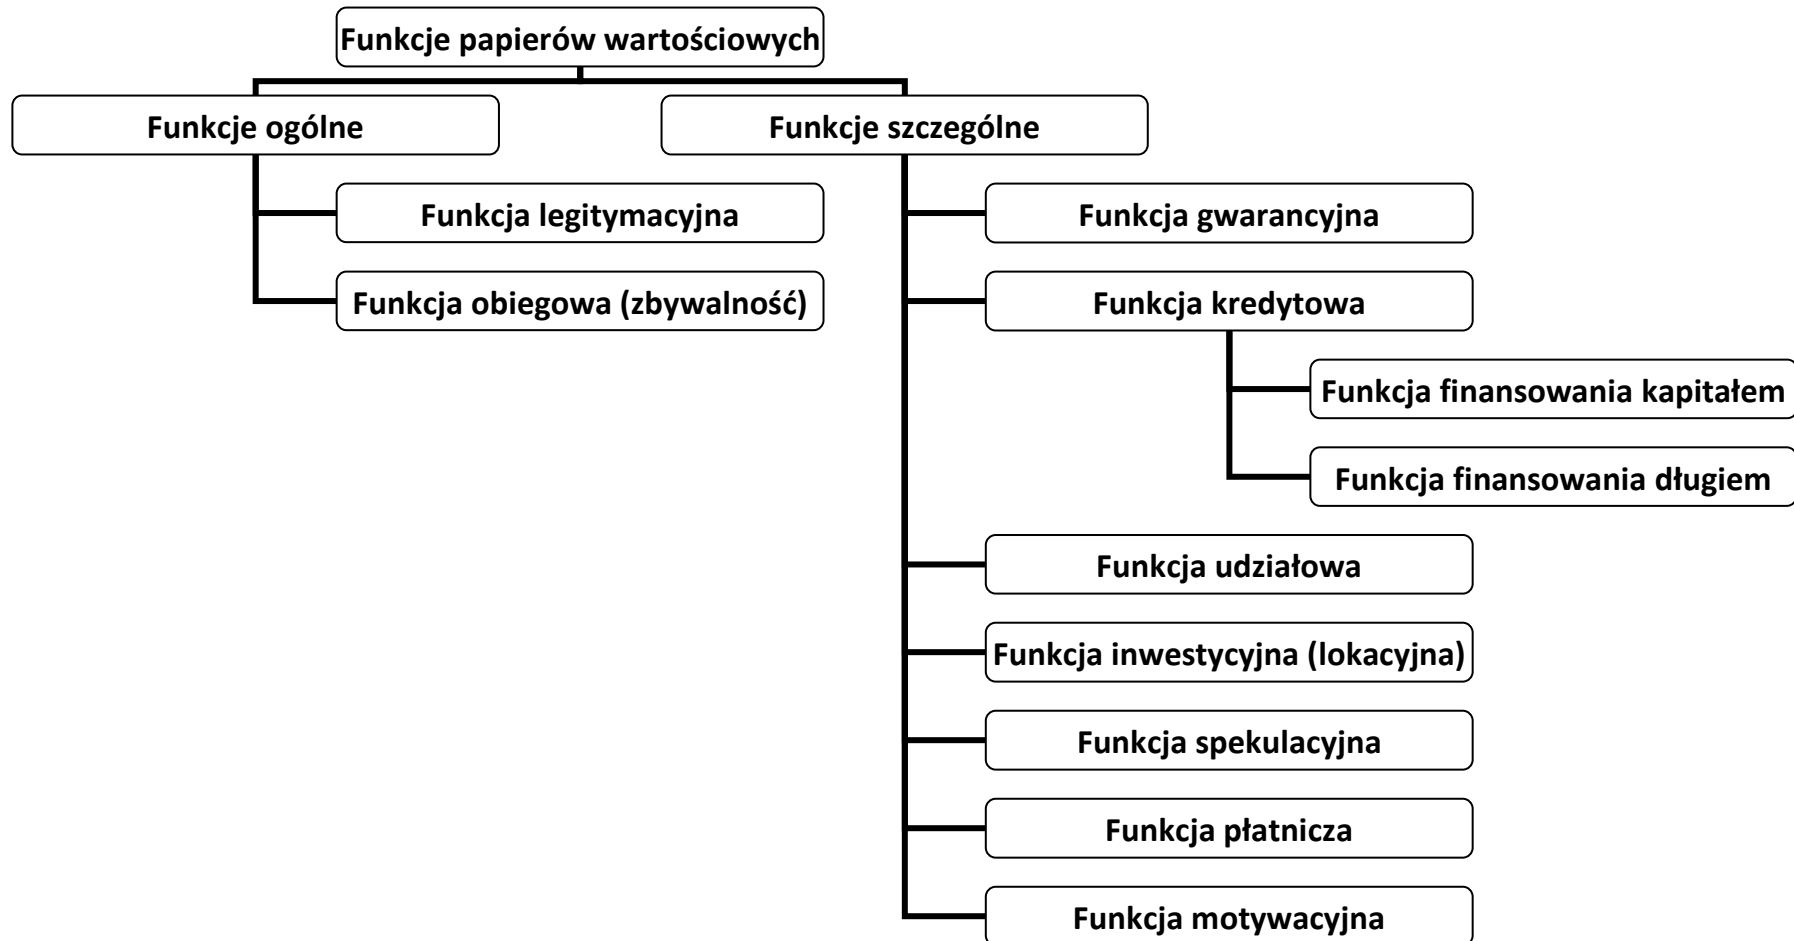 Funkcje papierów wartościowych
Funkcje ogólne
Funkcja legitymacyjna
Funkcja obiegowa (zbywalność)
Funkcje szczególne
Funkcja gwarancyjna
Funkcja kredytowa
Funkcja finansowania kapitałem
Funkcja finansowania długiem
Funkcja udziałowa
Funkcja inwestycyjna (lokacyjna)
Funkcja spekulacyjna
Funkcja płatnicza
Funkcja motywacyjna